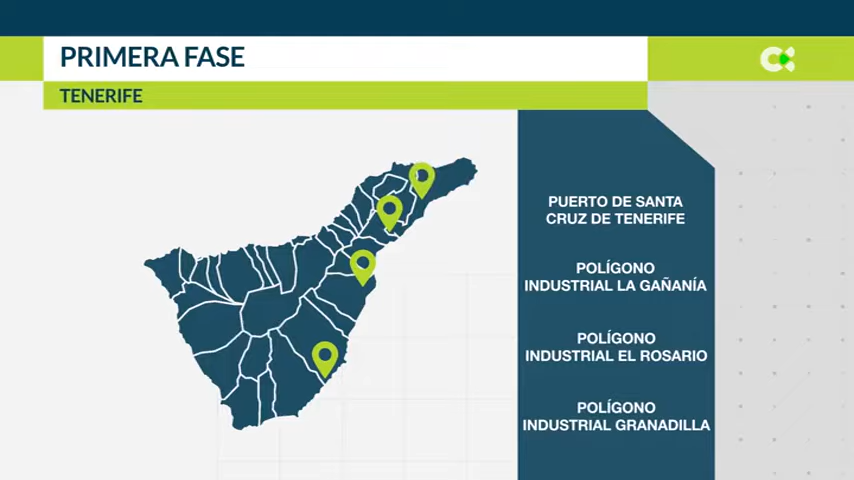 PRIMERA FASE
TENERIFE
PUERTO DE SANTA
CRUZ DE TENERIFE
POLÍGONO
INDUSTRIAL LA GAÑANÍA
POLÍGONO
INDUSTRIAL EL ROSARIO
POLÍGONO
INDUSTRIAL GRANADILLA